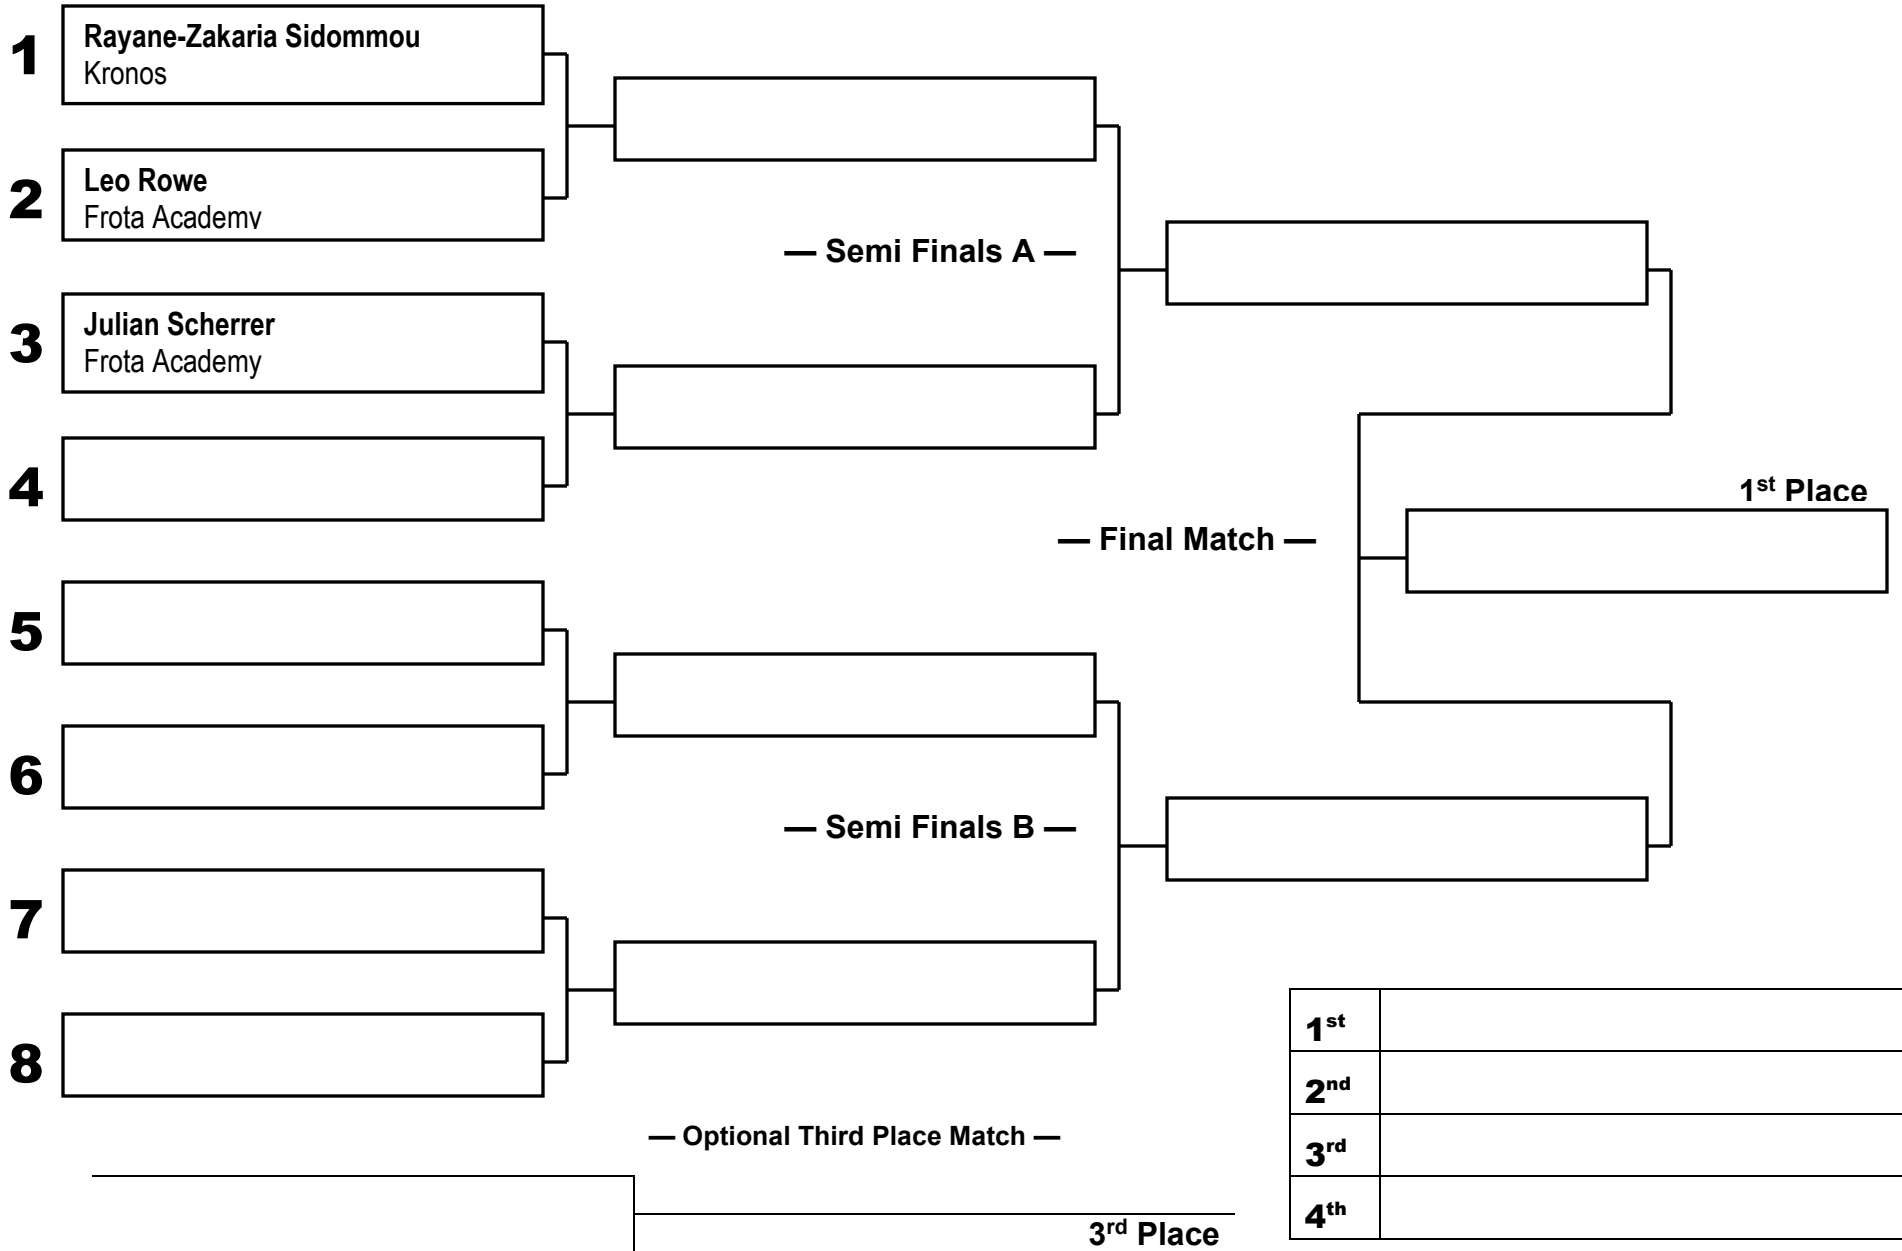 1
Rayane-Zakaria Sidommou
Kronos
2
Leo Rowe
Frota Academy
— Semi Finals A —
3
Julian Scherrer
Frota Academy
4
1st Place
— Final Match —
5
6
— Semi Finals B —
7
8
1st
2nd
3rd
4th
— Optional Third Place Match —
3rd Place